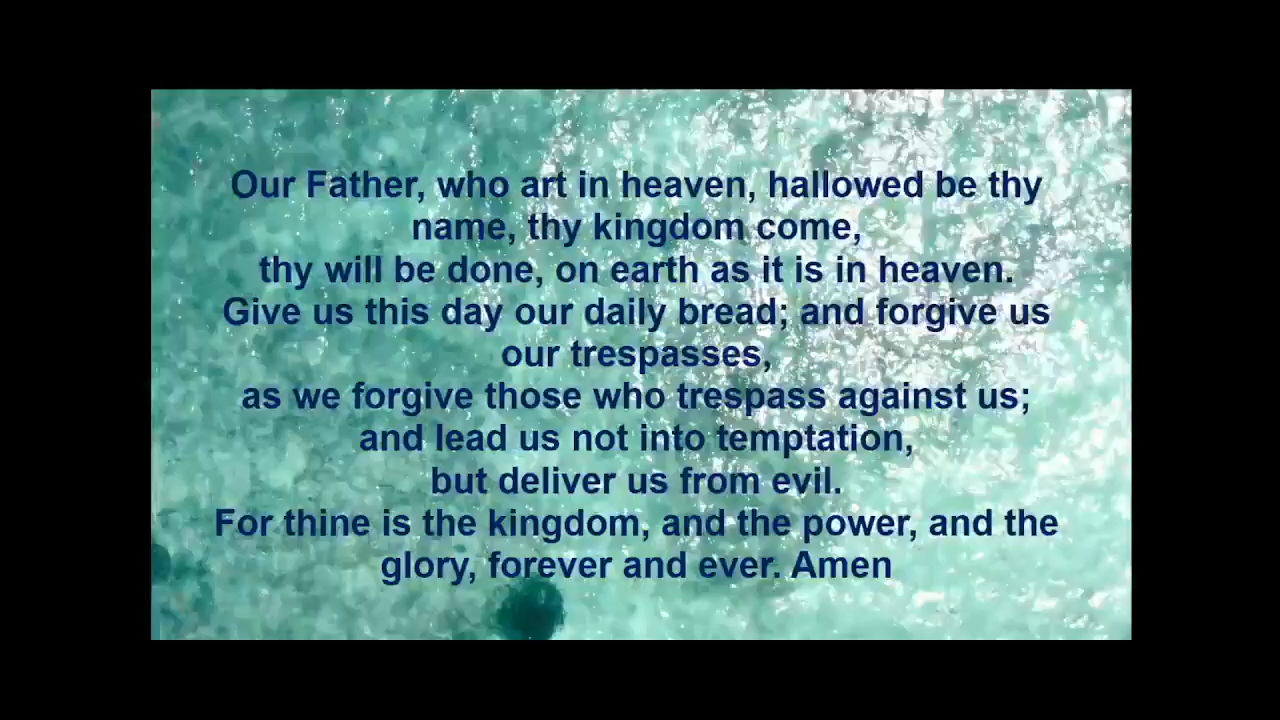 Our Father, who art in heaven, hallowed be thy
name, thy kingdom come,
thy will be done, on earth as it is in heaven.
Give us this day our daily bread; and forgive us
our trespasses,
as we forgive those who trespass against us;
and lead us not into temptation,
but deliver us from evil.
For thine is the kingdom, and the power, and the
glory, forever and ever. Amen